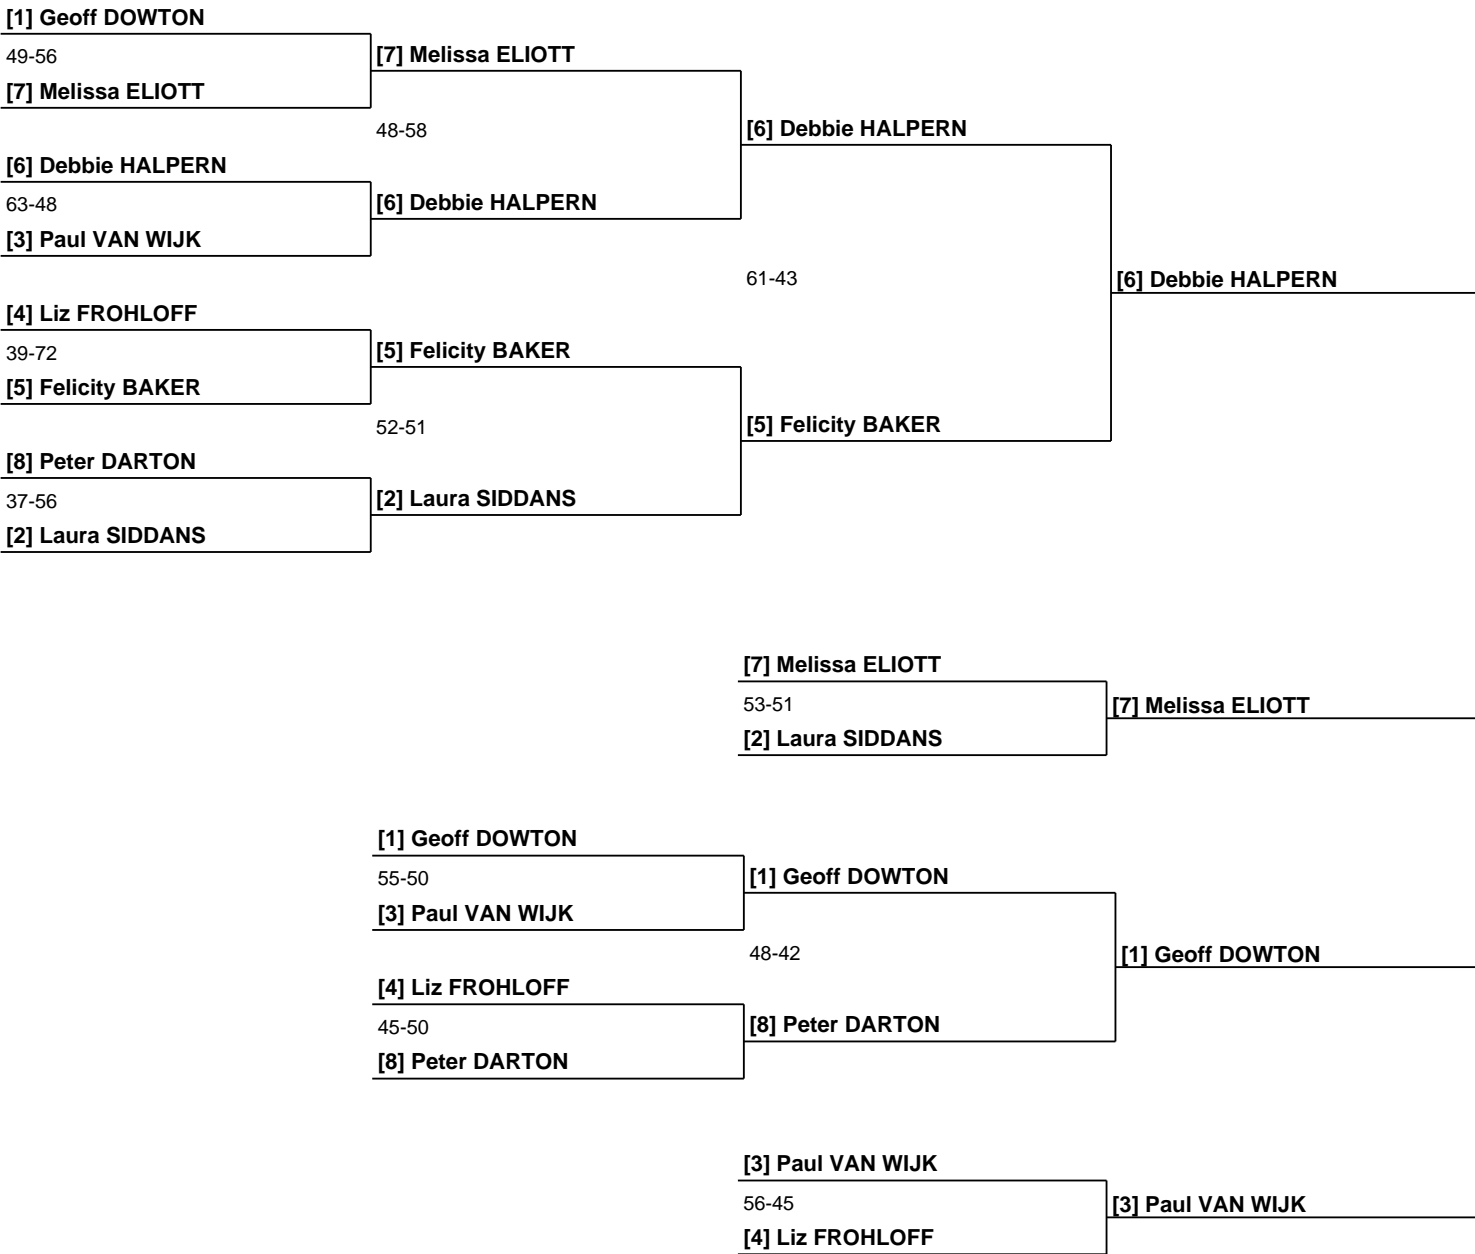 [1] Geoff DOWTON
49-56
[7] Melissa ELIOTT
[7] Melissa ELIOTT
48-58
[6] Debbie HALPERN
[6] Debbie HALPERN
63-48
[6] Debbie HALPERN
[3] Paul VAN WIJK
61-43
[6] Debbie HALPERN
[4] Liz FROHLOFF
39-72
[5] Felicity BAKER
[5] Felicity BAKER
52-51
[5] Felicity BAKER
[8] Peter DARTON
37-56
[2] Laura SIDDANS
[2] Laura SIDDANS
[7] Melissa ELIOTT
53-51
[7] Melissa ELIOTT
[2] Laura SIDDANS
[1] Geoff DOWTON
55-50
[1] Geoff DOWTON
[3] Paul VAN WIJK
48-42
[1] Geoff DOWTON
[4] Liz FROHLOFF
45-50
[8] Peter DARTON
[8] Peter DARTON
[3] Paul VAN WIJK
56-45
[3] Paul VAN WIJK
[4] Liz FROHLOFF